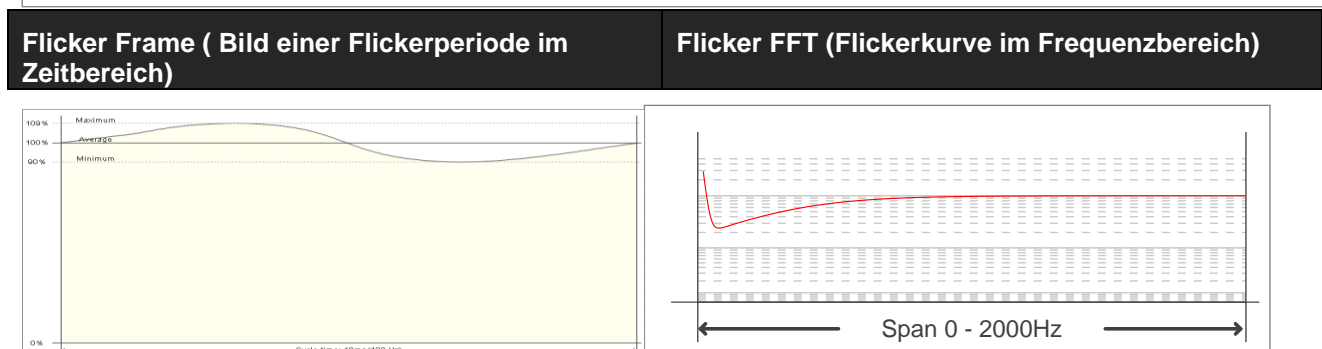 Flicker Frame ( Bild einer Flickerperiode im
Zeitbereich)
Flicker FFT (Flickerkurve im Frequenzbereich)
109%
Maximum
100%
Average
90%
Minimum
0%
Span 0 - 2000Hz